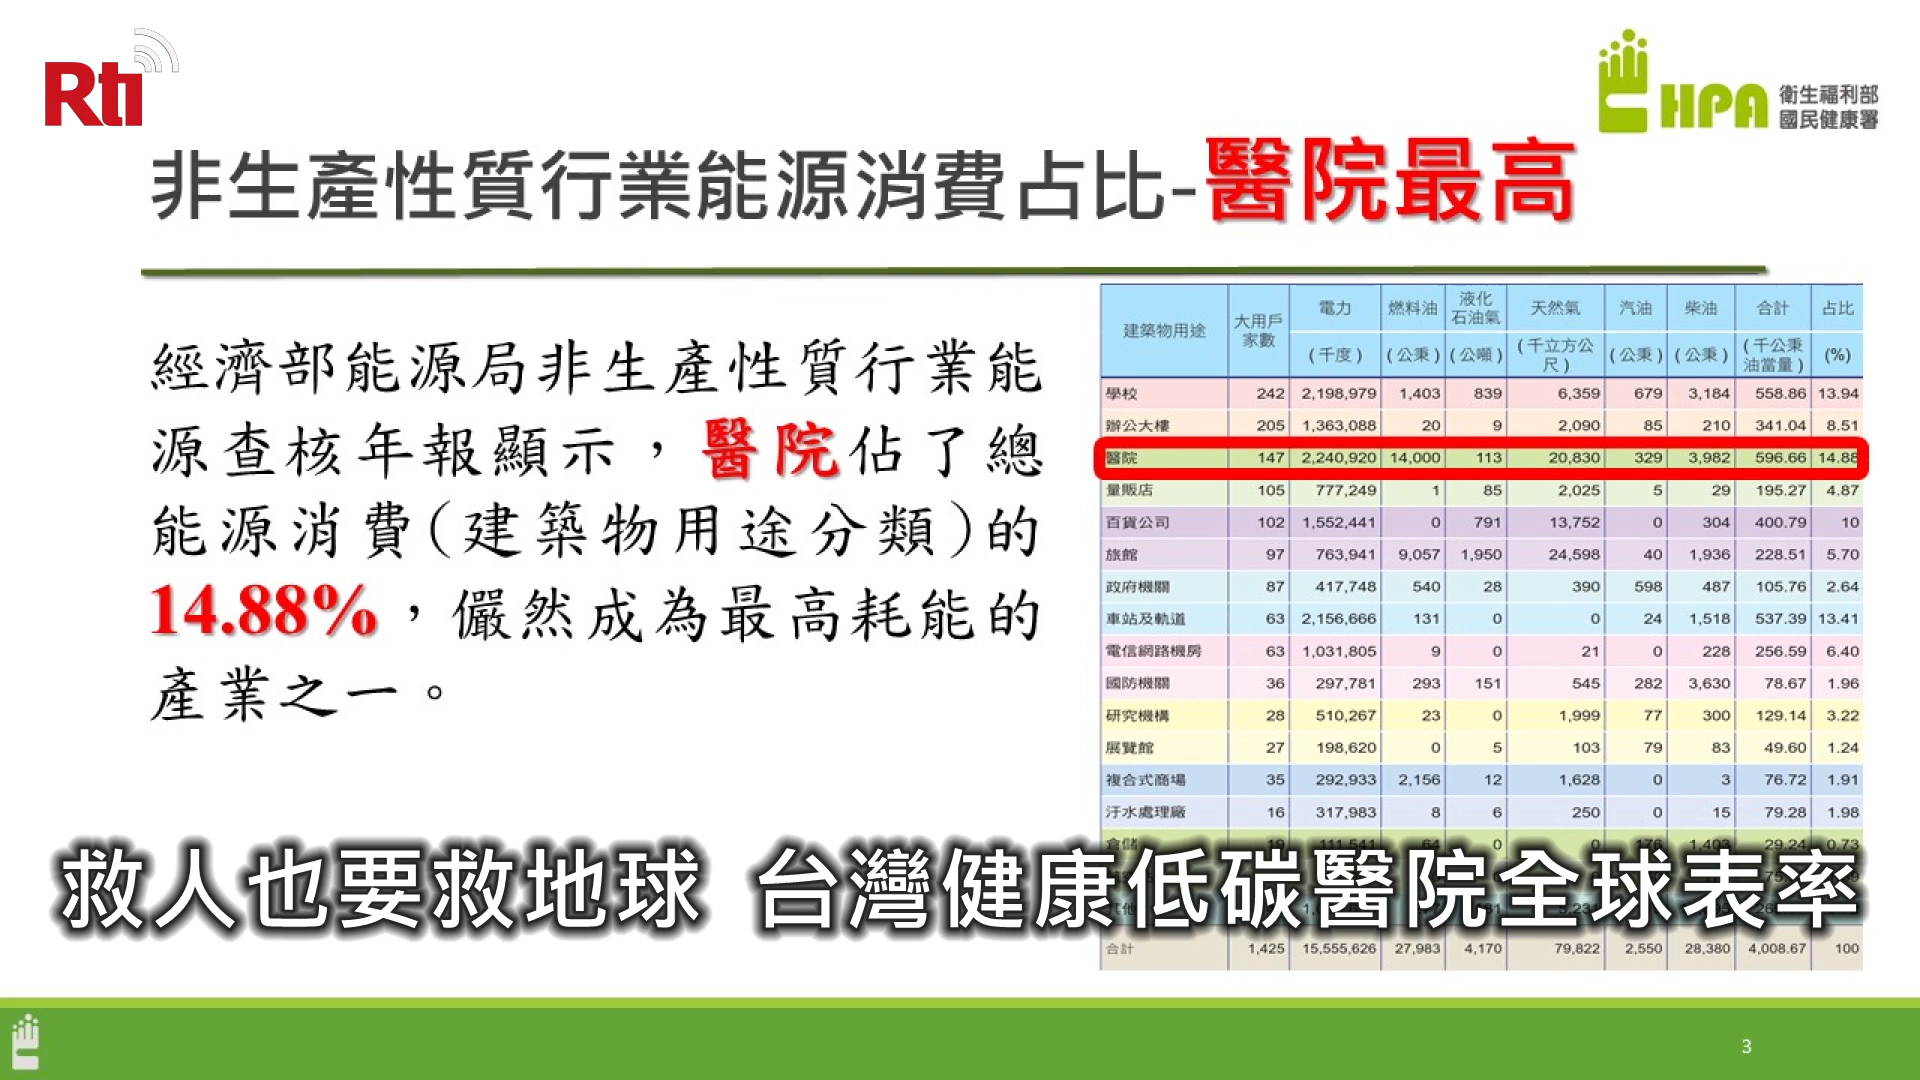 Rti
HPA 衛生福利部
國民健康署
非生產性質行業能源消費占比-醫院最高
經濟部能源局非生產性質行業能
源查核年報顯示，醫院佔了總
能源消費(建築物用途分類)的
14.88%，儼然成為最高耗能的
產業之一。
建築物用途 大用戶家數 電力 燃料油 液化石油氣 天然氣 汽油 柴油 合計 占比
(千度) (公秉) (公噸) (千立方公尺) (公秉) (公秉) (千公秉油當量) (%)
學校 242 2,198,979 1,403 839 6,359 679 3,184 558.86 13.94
辦公大樓 205 1,363,088 20 9 2,090 85 210 341.04 8.51
醫院 147 2,240,920 14,000 113 20,830 329 3,982 596.66 14.88
量販店 105 777,249 1 85 2,025 5 29 195.27 4.87
百貨公司 102 1,552,441 0 791 13,752 0 304 400.79 10
旅館 97 763,941 9,057 1,950 24,598 40 1,936 228.51 5.70
政府機關 87 417,748 540 28 390 598 487 105.76 2.64
車站及軌道 63 2,156,666 131 0 0 24 1,518 537.39 13.41
電信網路機房 63 1,031,805 9 0 21 0 228 256.59 6.40
國防機關 36 297,781 293 151 545 282 3,630 78.67 1.96
研究機構 28 510,267 23 0 1,999 77 300 129.14 3.22
展覽館 27 198,620 0 5 103 79 83 49.60 1.24
複合式商場 35 292,933 2,156 12 1,628 0 3 76.72 1.91
汙水處理廠 16 317,983 8 6 250 0 15 79.28 1.98
倉儲 19 111,541 64 0 0 176 1,403 29.24 0.73
其他
合計 1,425 15,555,626 27,983 4,170 79,822 2,550 28,380 4,008.67 100
救人也要救地球 台灣健康低碳醫院全球表率
3